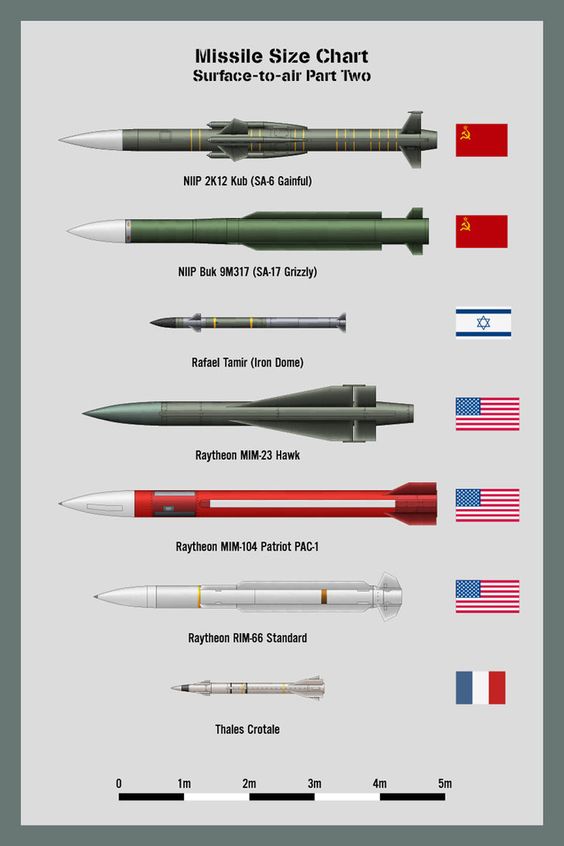 Missile Size Chart
Surface-to-air Part Two
NIIP 2K12 Kub (SA-6 Gainful)
NIIP Buk 9M317 (SA-17 Grizzly)
Rafael Tamir (Iron Dome)
Raytheon MIM-23 Hawk
Raytheon MIM-104 Patriot PAC-1
Raytheon RIM-66 Standard
Thales Crotale
0 1m 2m 3m 4m 5m